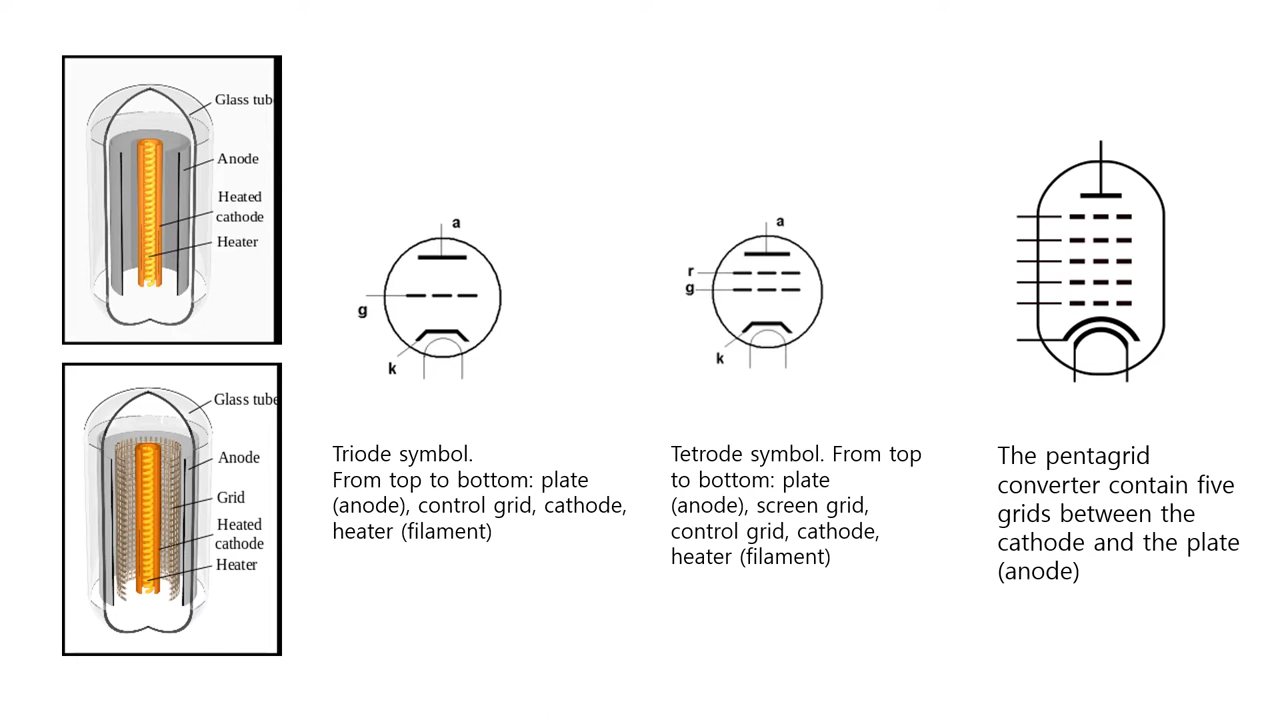 Glass tub
Anode
Heated
cathode
Heater
Glass tube
Anode
Grid
Heated
cathode
Heater
a
g
k
Triode symbol.
From top to bottom: plate
(anode), control grid, cathode,
heater (filament)
a
r
g
k
Tetrode symbol. From top
to bottom: plate
(anode), screen grid,
control grid, cathode,
heater (filament)
The pentagrid
converter contain five
grids between the
cathode and the plate
(anode)